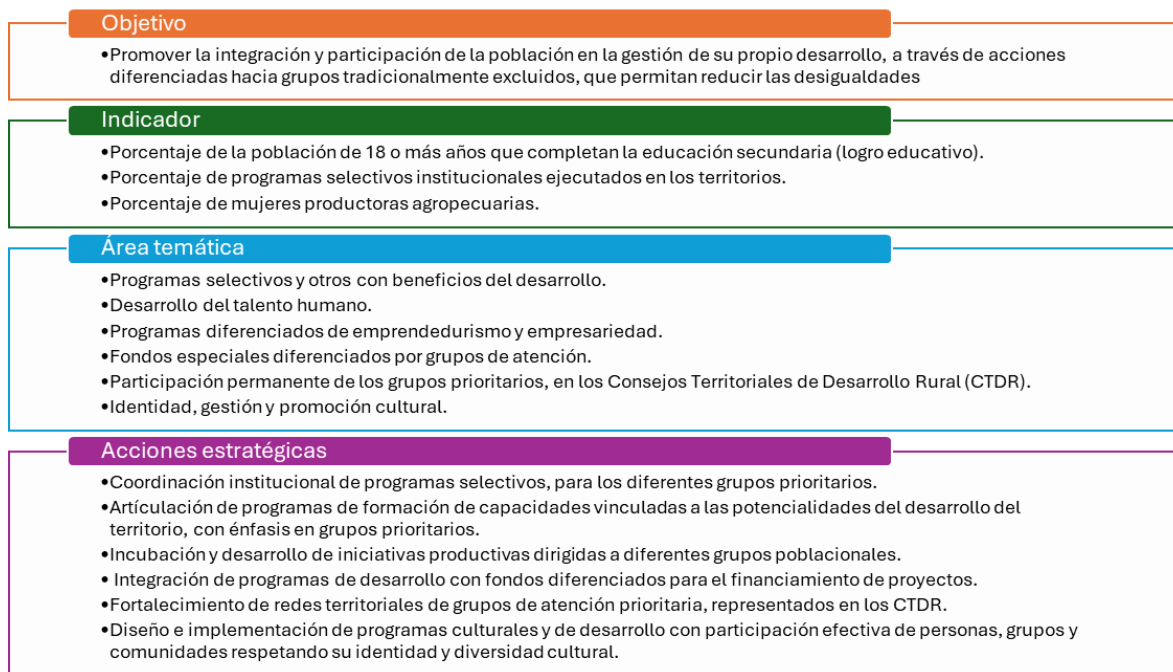 Objetivo
•Promover la integración y participación de la población en la gestión de su propio desarrollo, a través de acciones
diferenciadas hacia grupos tradicionalmente excluidos, que permitan reducir las desigualdades
Indicador
•Porcentaje de la población de 18 o más años que completan la educación secundaria (logro educativo).
•Porcentaje de programas selectivos institucionales ejecutados en los territorios.
•Porcentaje de mujeres productoras agropecuarias.
Área temática
•Programas selectivos y otros con beneficios del desarrollo.
•Desarrollo del talento humano.
•Programas diferenciados de emprendedurismo y empresariedad.
•Fondos especiales diferenciados por grupos de atención.
•Participación permanente de los grupos prioritarios, en los Consejos Territoriales de Desarrollo Rural (CTDR).
•Identidad, gestión y promoción cultural.
Acciones estratégicas
•Coordinación institucional de programas selectivos, para los diferentes grupos prioritarios.
•Artículación de programas de formación de capacidades vinculadas a las potencialidades del desarrollo del
territorio, con énfasis en grupos prioritarios.
•Incubación y desarrollo de iniciativas productivas dirigidas a diferentes grupos poblacionales.
• Integración de programas de desarrollo con fondos diferenciados para el financiamiento de proyectos.
•Fortalecimiento de redes territoriales de grupos de atención prioritaria, representados en los CTDR.
•Diseño e implementación de programas culturales y de desarrollo con participación efectiva de personas, grupos y
comunidades respetando su identidad y diversidad cultural.